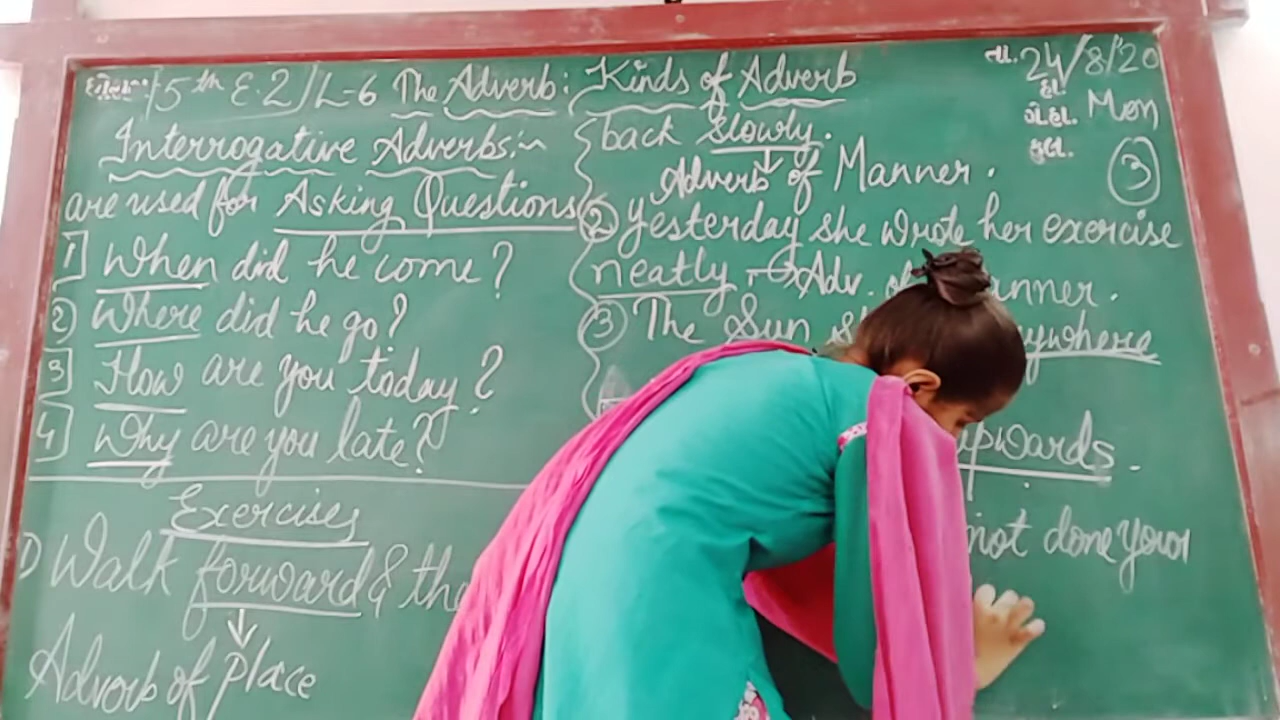 5th E.2 / L-6 The Adverb: Kinds of Adverb
તા. 24/8/20
Mon
3
Interrogative Adverbs:~
are used for Asking Questions
1] When did he come?
2) Where did he go?
3] How are you today?
4] Why are you late?
Exercises
1) Walk forward &
Adverb of place
back slowly.
Adverb of Manner.
2 yesterday she wrote her exercise
neatly → Adv.
3 The Sun
upwards.
not done your